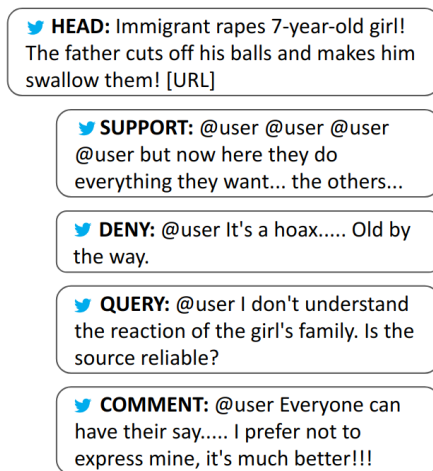 HEAD: Immigrant rapes 7-year-old girl!
The father cuts off his balls and makes him
swallow them! [URL]
SUPPORT: @user @user @user
@user but now here they do
everything they want... the others...
DENY: @user It's a hoax..... Old by
the way.
QUERY: @user I don't understand
the reaction of the girl's family. Is the
source reliable?
COMMENT: @user Everyone can
have their say..... I prefer not to
express mine, it's much better!!!